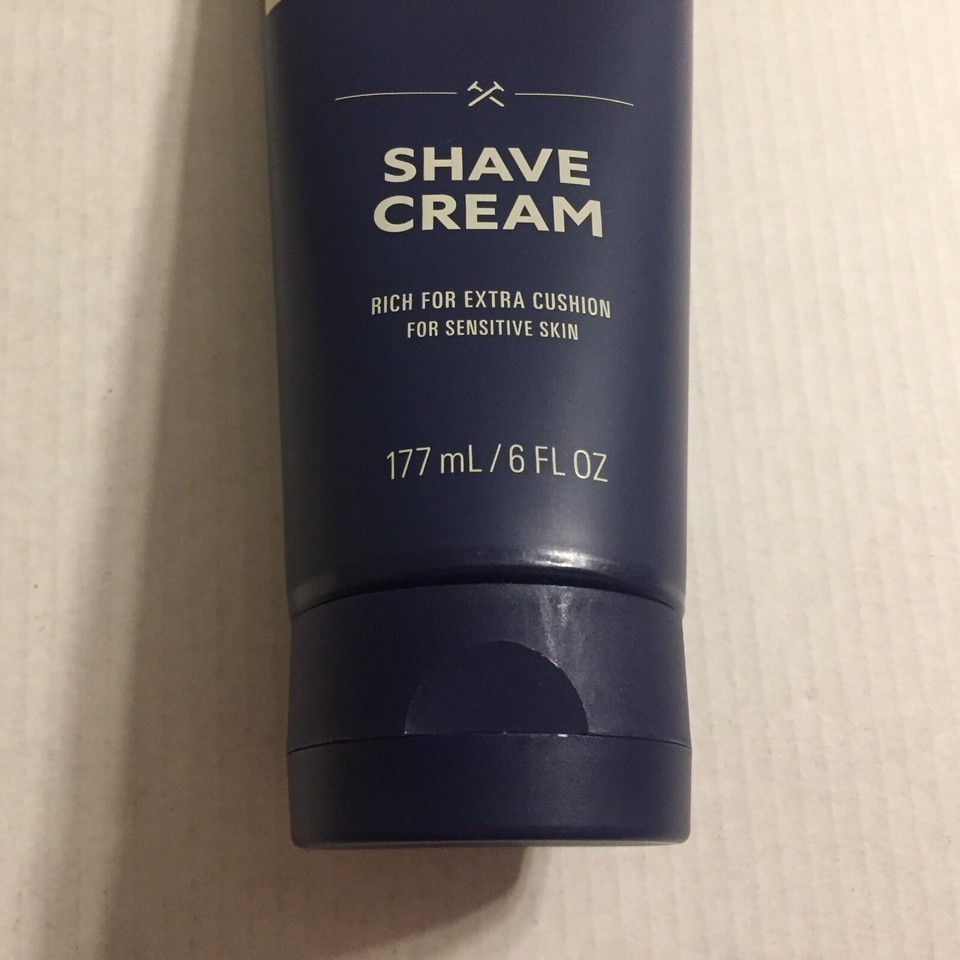 SHAVE
CREAM
RICH FOR EXTRA CUSHION
FOR SENSITIVE SKIN
177 mL / 6 FL OZ